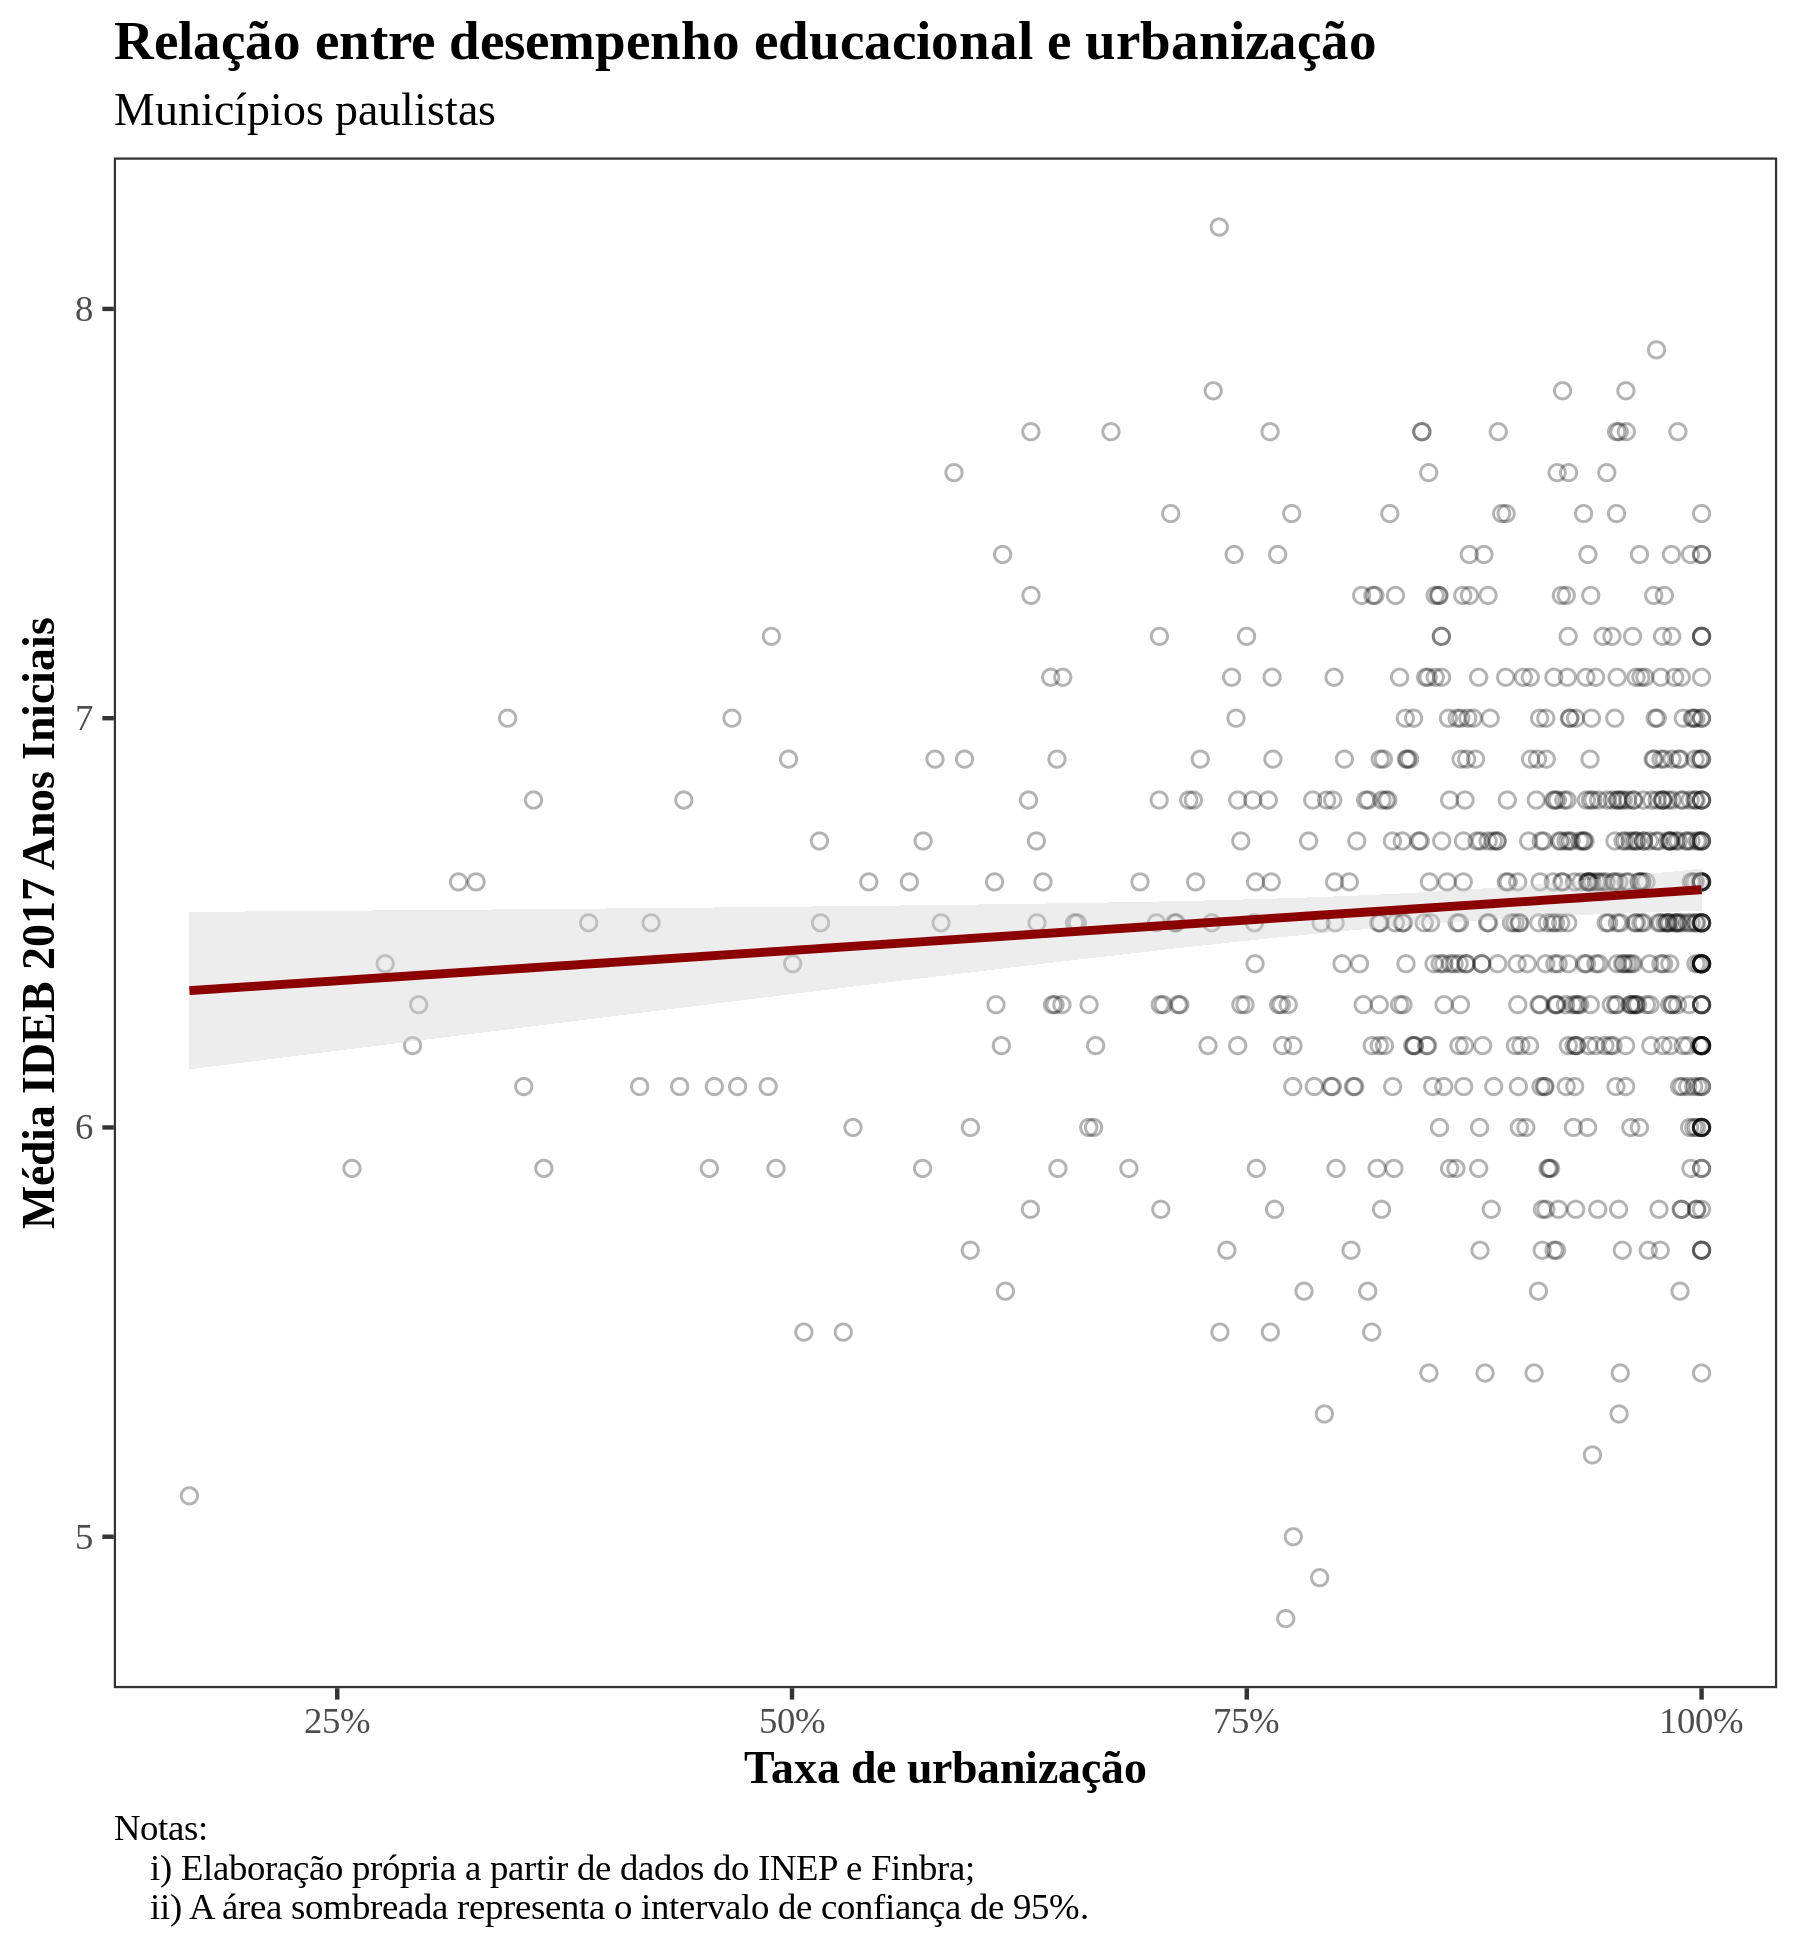 Relação entre desempenho educacional e urbanização
Municípios paulistas
Média IDEB 2017 Anos Iniciais
8
7
6
5
25%
50%
75%
100%
Taxa de urbanização
Notas:
i) Elaboração própria a partir de dados do INEP e Finbra;
ii) A área sombreada representa o intervalo de confiança de 95%.